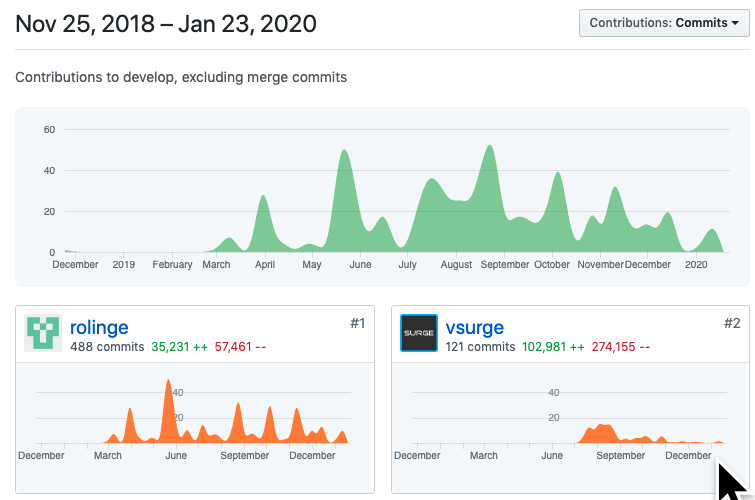 Nov 25, 2018 – Jan 23, 2020
Contributions: Commits
Contributions to develop, excluding merge commits
60
40
20
0
December 2019 February March April May June July August September October November December 2020
rolinge #1
488 commits 35,231 ++ 57,461 --
40
20
December March June September December
SURGE vsurge #2
121 commits 102,981 ++ 274,155 --
40
20
December March June September December